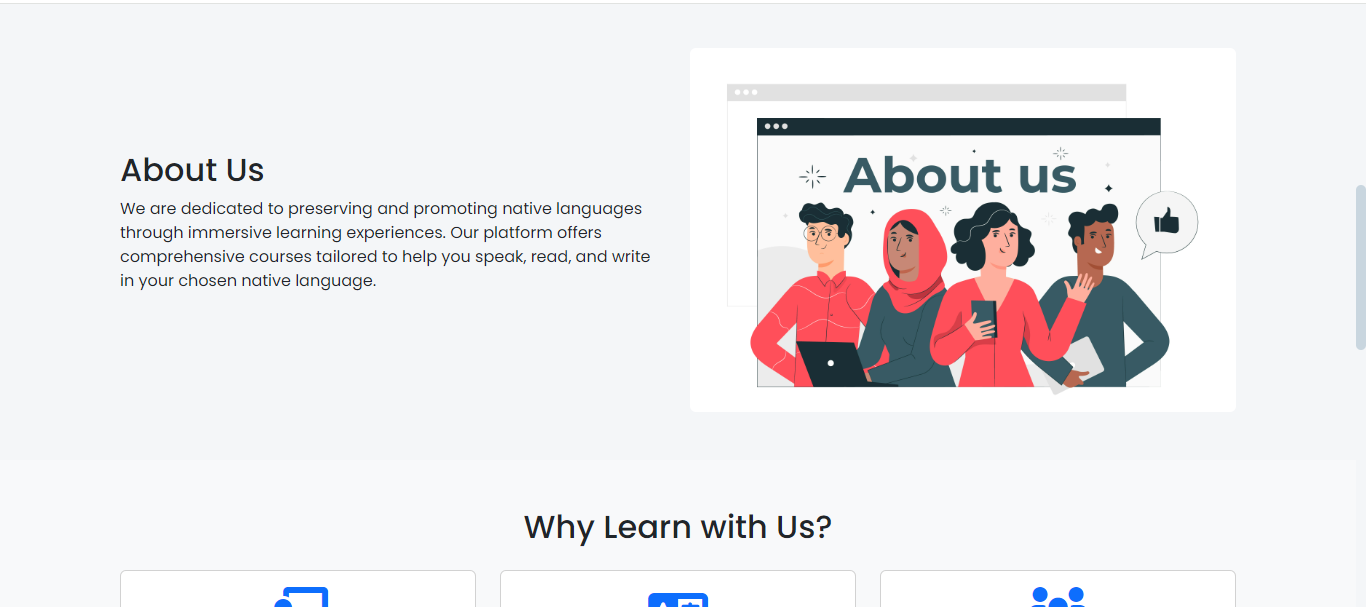 About Us
We are dedicated to preserving and promoting native languages
through immersive learning experiences. Our platform offers
comprehensive courses tailored to help you speak, read, and write
in your chosen native language.
About us
Why Learn with Us?